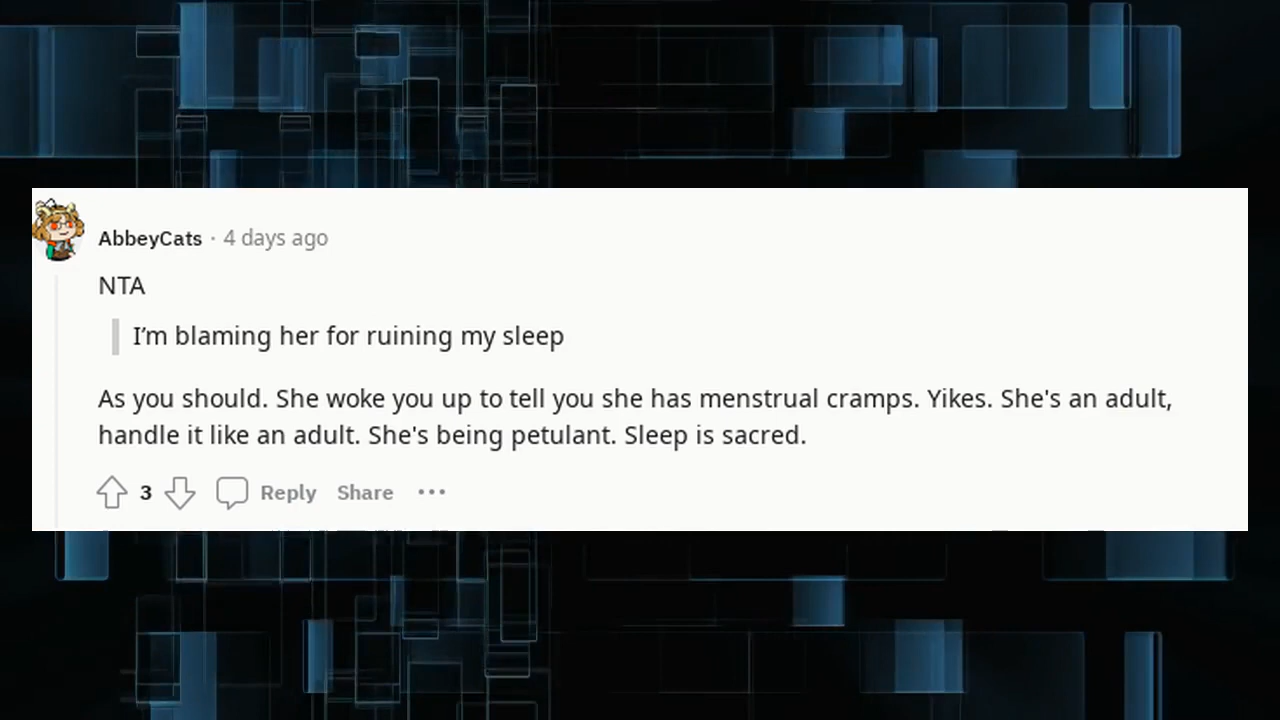 AbbeyCats · 4 days ago
NTA
I’m blaming her for ruining my sleep
As you should. She woke you up to tell you she has menstrual cramps. Yikes. She's an adult,
handle it like an adult. She's being petulant. Sleep is sacred.
3 Reply Share •••